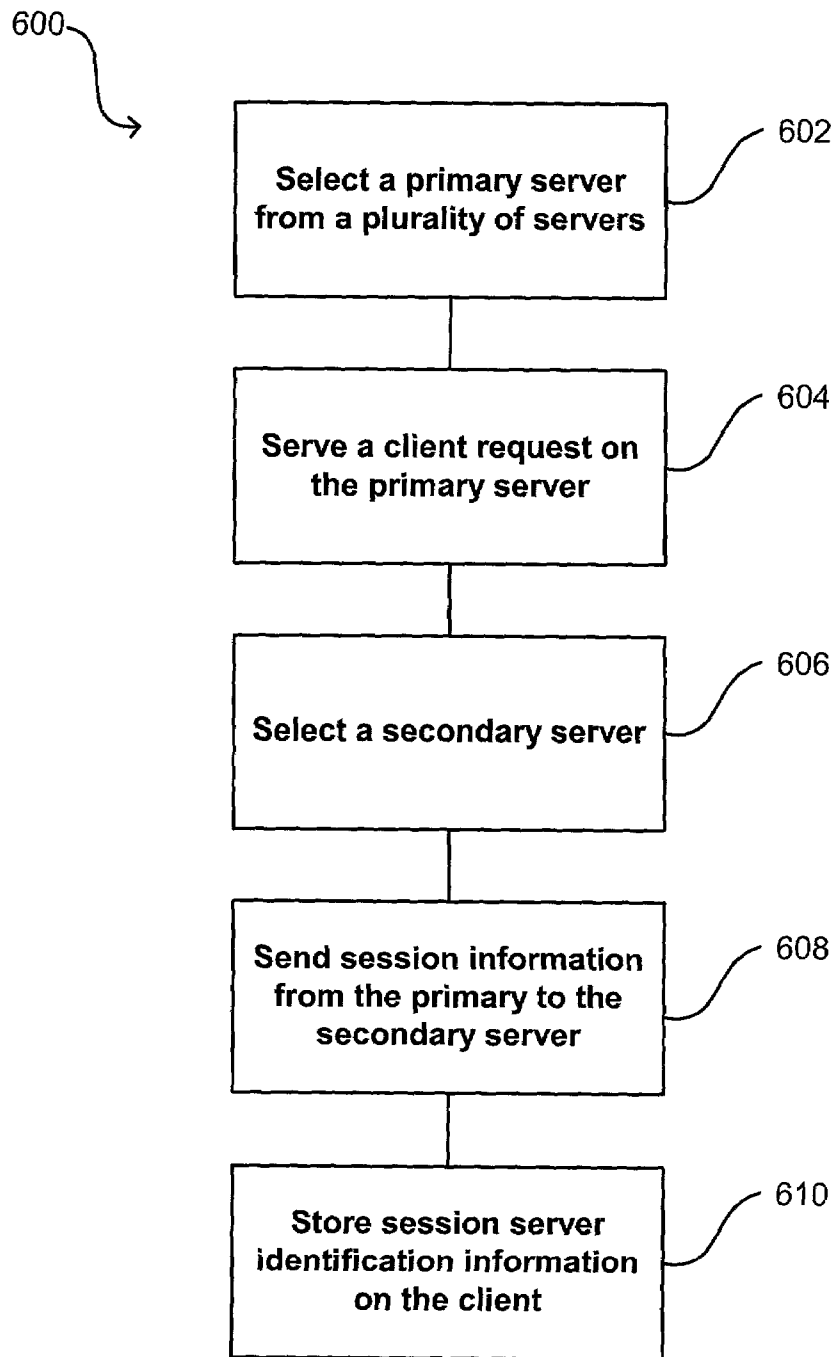 600
602
Select a primary server
from a plurality of servers
604
Serve a client request on
the primary server
606
Select a secondary server
608
Send session information
from the primary to the
secondary server
610
Store session server
identification information
on the client